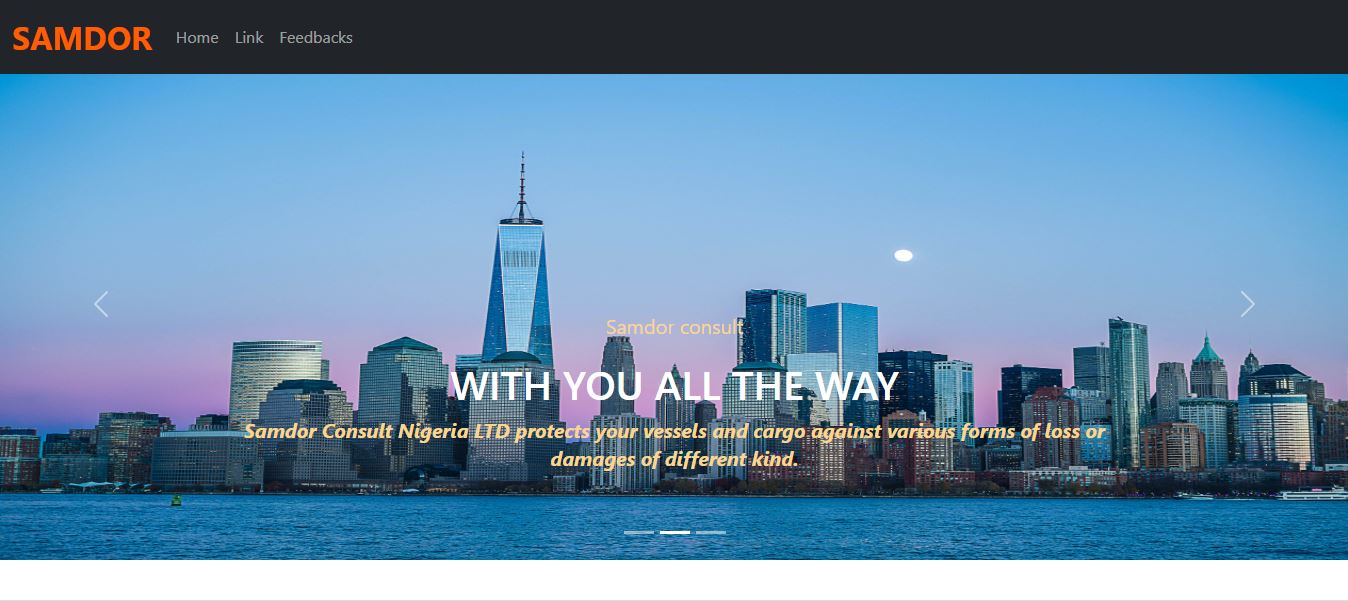 SAMDOR Home Link Feedbacks
Samdor consult
WITH YOU ALL THE WAY
Samdor Consult Nigeria LTD protects your vessels and cargo against various forms of loss or
damages of different kind.